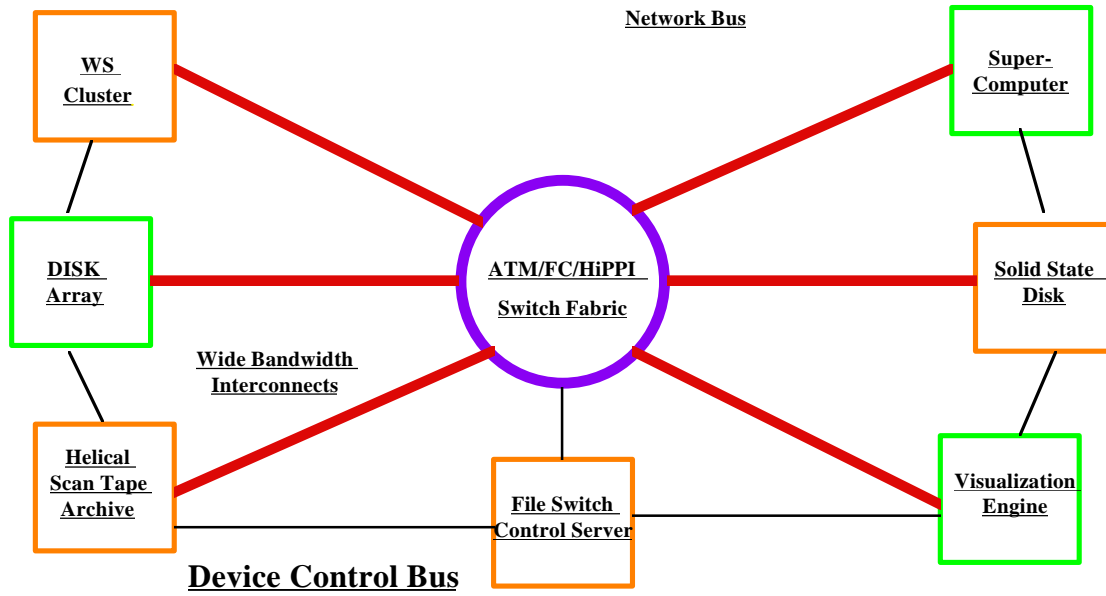 Network Bus
WS
Cluster
Super-
Computer
DISK
Array
ATM/FC/HiPPI
Switch Fabric
Solid State
Disk
Wide Bandwidth
Interconnects
Helical
Scan Tape
Archive
File Switch
Control Server
Visualization
Engine
Device Control Bus